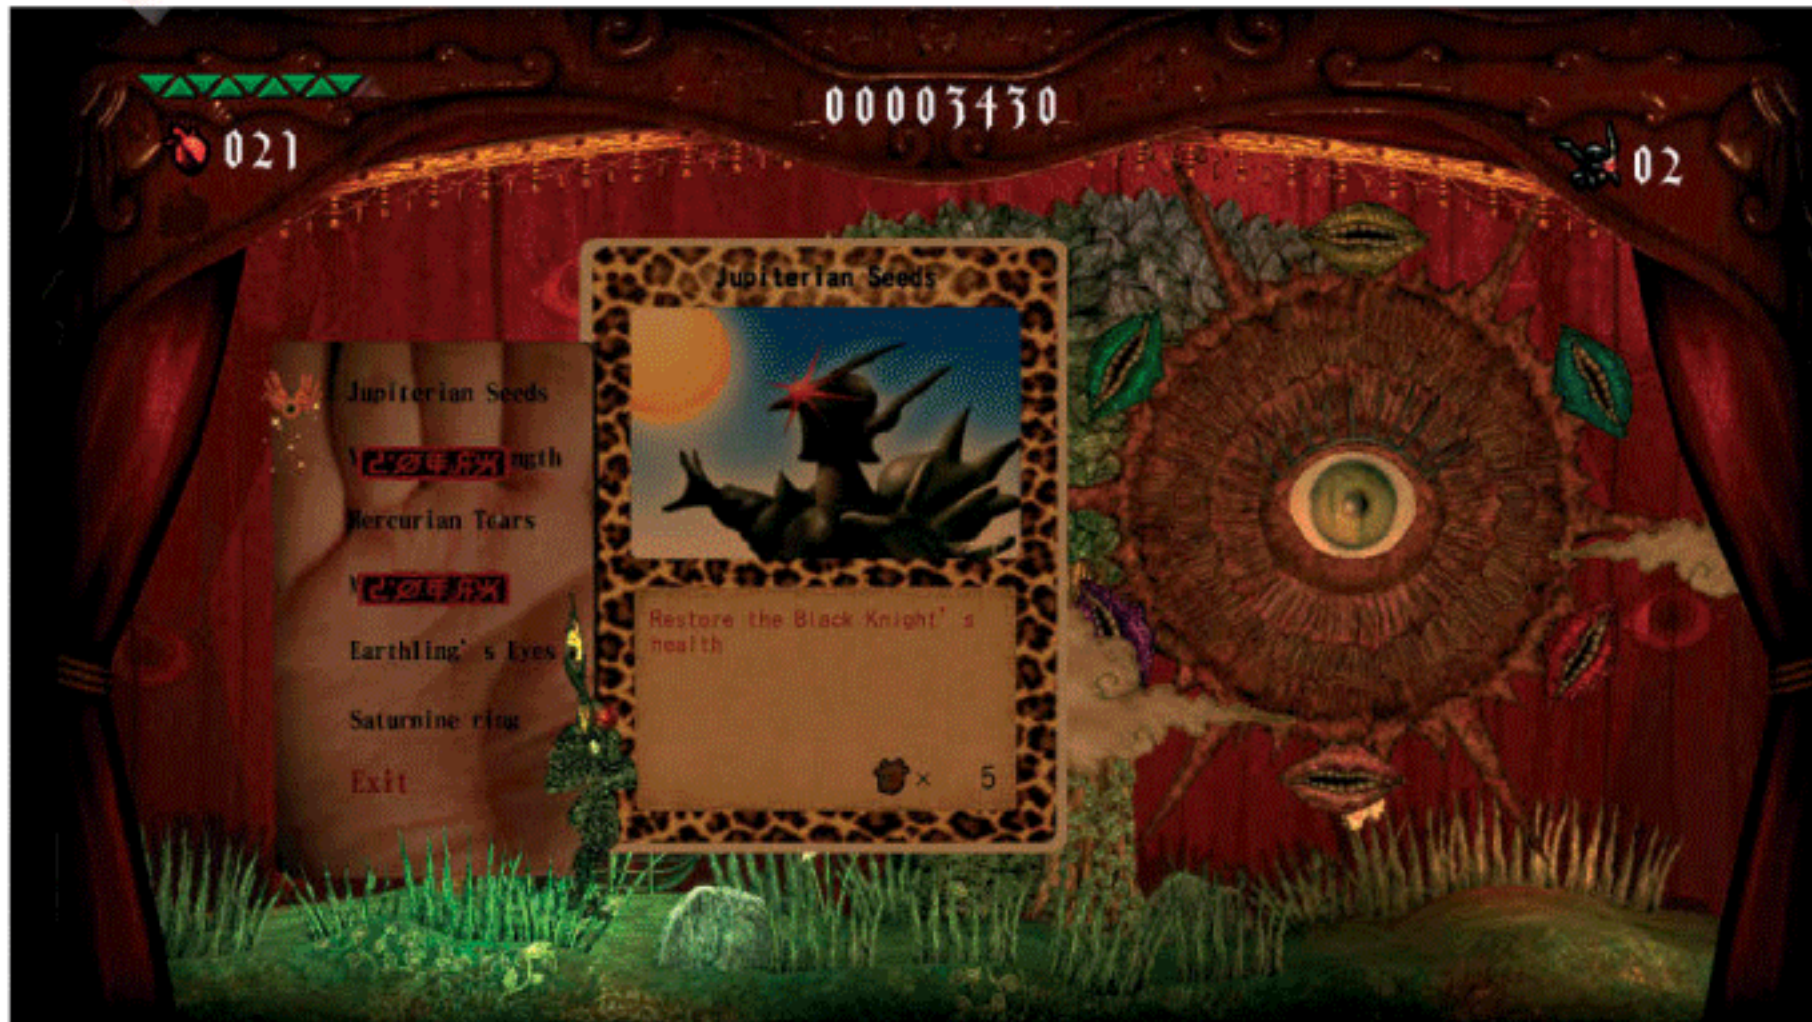 00003430
021
02
Jupiterian Seeds
Jupiterian Seeds
ngth
Mercurian Tears
Earthling's Eyes
Saturnine ring
Exit
Restore the Black Knight's
health
× 5